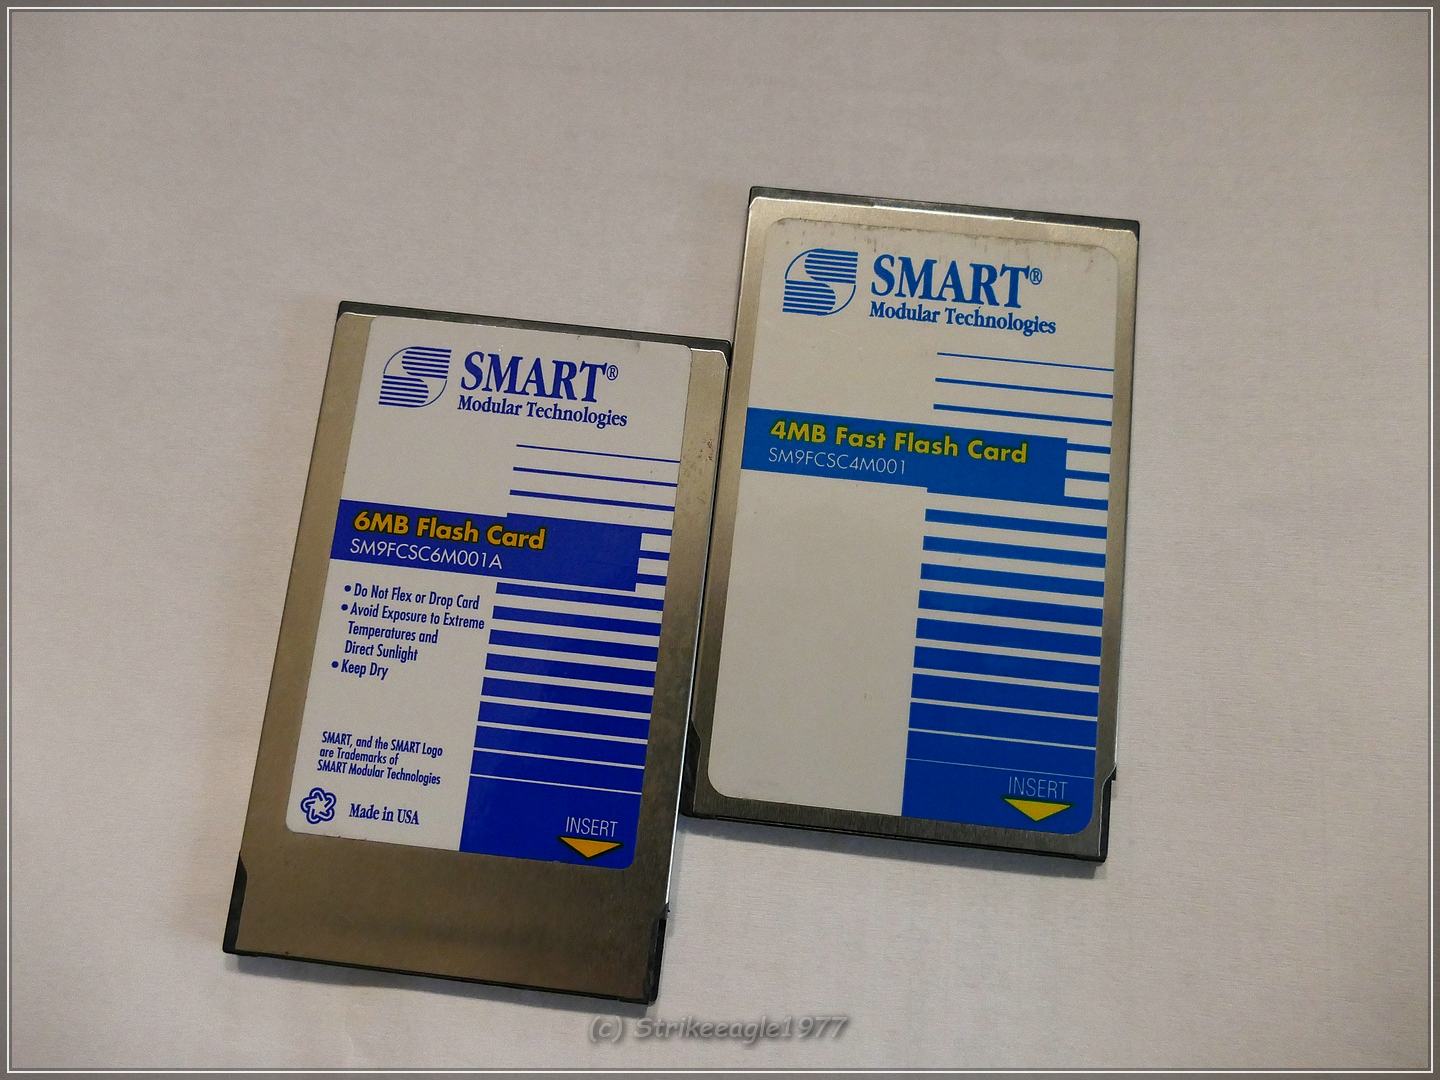 SMART®
Modular Technologies
6MB Flash Card
SM9FCSC6M001A
• Do Not Flex or Drop Card
• Avoid Exposure to Extreme
Temperatures and
Direct Sunlight
• Keep Dry
SMART, and the SMART Logo
are Trademarks of
SMART Modular Technologies
Made in USA
INSERT
SMART®
Modular Technologies
4MB Fast Flash Card
SM9FCSC4M001
INSERT
(c) Strikeeagle1977